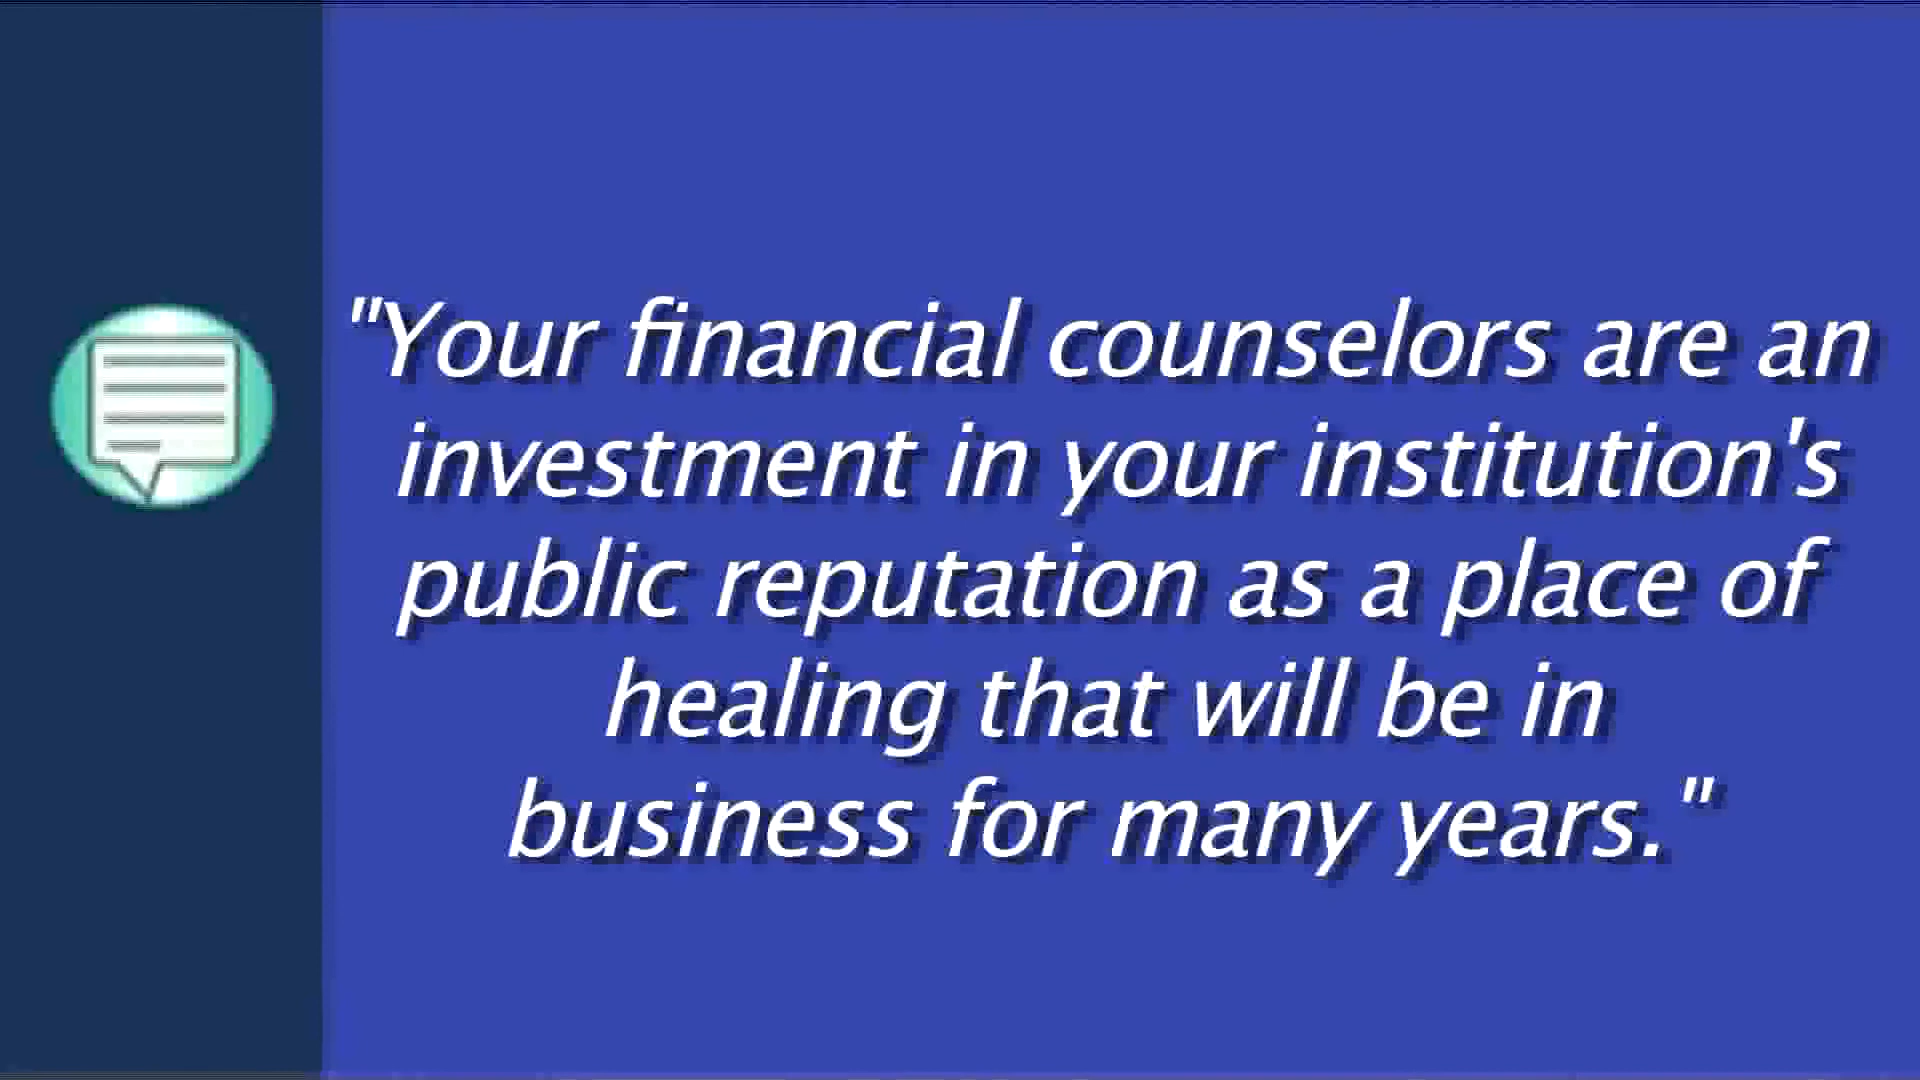 "Your financial counselors are an
investment in your institution's
public reputation as a place of
healing that will be in
business for many years."